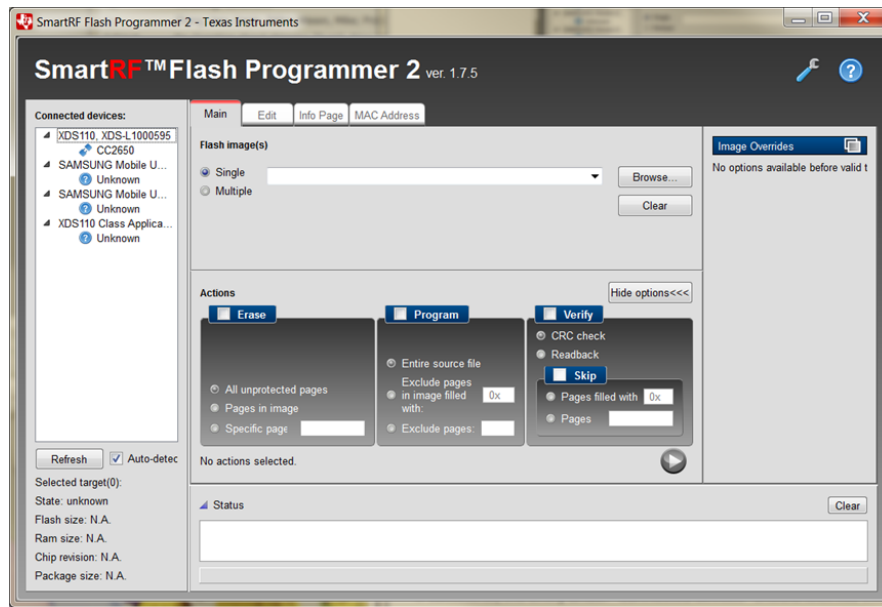 SmartRF Flash Programmer 2 - Texas Instruments
SmartRF™Flash Programmer 2 ver. 1.7.5
Connected devices:
XDS110, XDS-L1000595
CC2650
SAMSUNG Mobile U...
Unknown
SAMSUNG Mobile U...
Unknown
XDS110 Class Applica...
Unknown
Refresh
Auto-detec
Selected target(0):
State: unknown
Flash size: N.A.
Ram size: N.A.
Chip revision: N.A.
Package size: N.A.
Main Edit Info Page MAC Address
Flash image(s)
Single
Browse...
Multiple
Clear
Actions
Hide options<<<
Erase
All unprotected pages
Pages in image
Specific page
Program
Entire source file
Exclude pages
in image filled 0x
with:
Exclude pages:
Verify
CRC check
Readback
Skip
Pages filled with 0x
Pages
No actions selected.
Status
Clear
Image Overrides
No options available before valid t